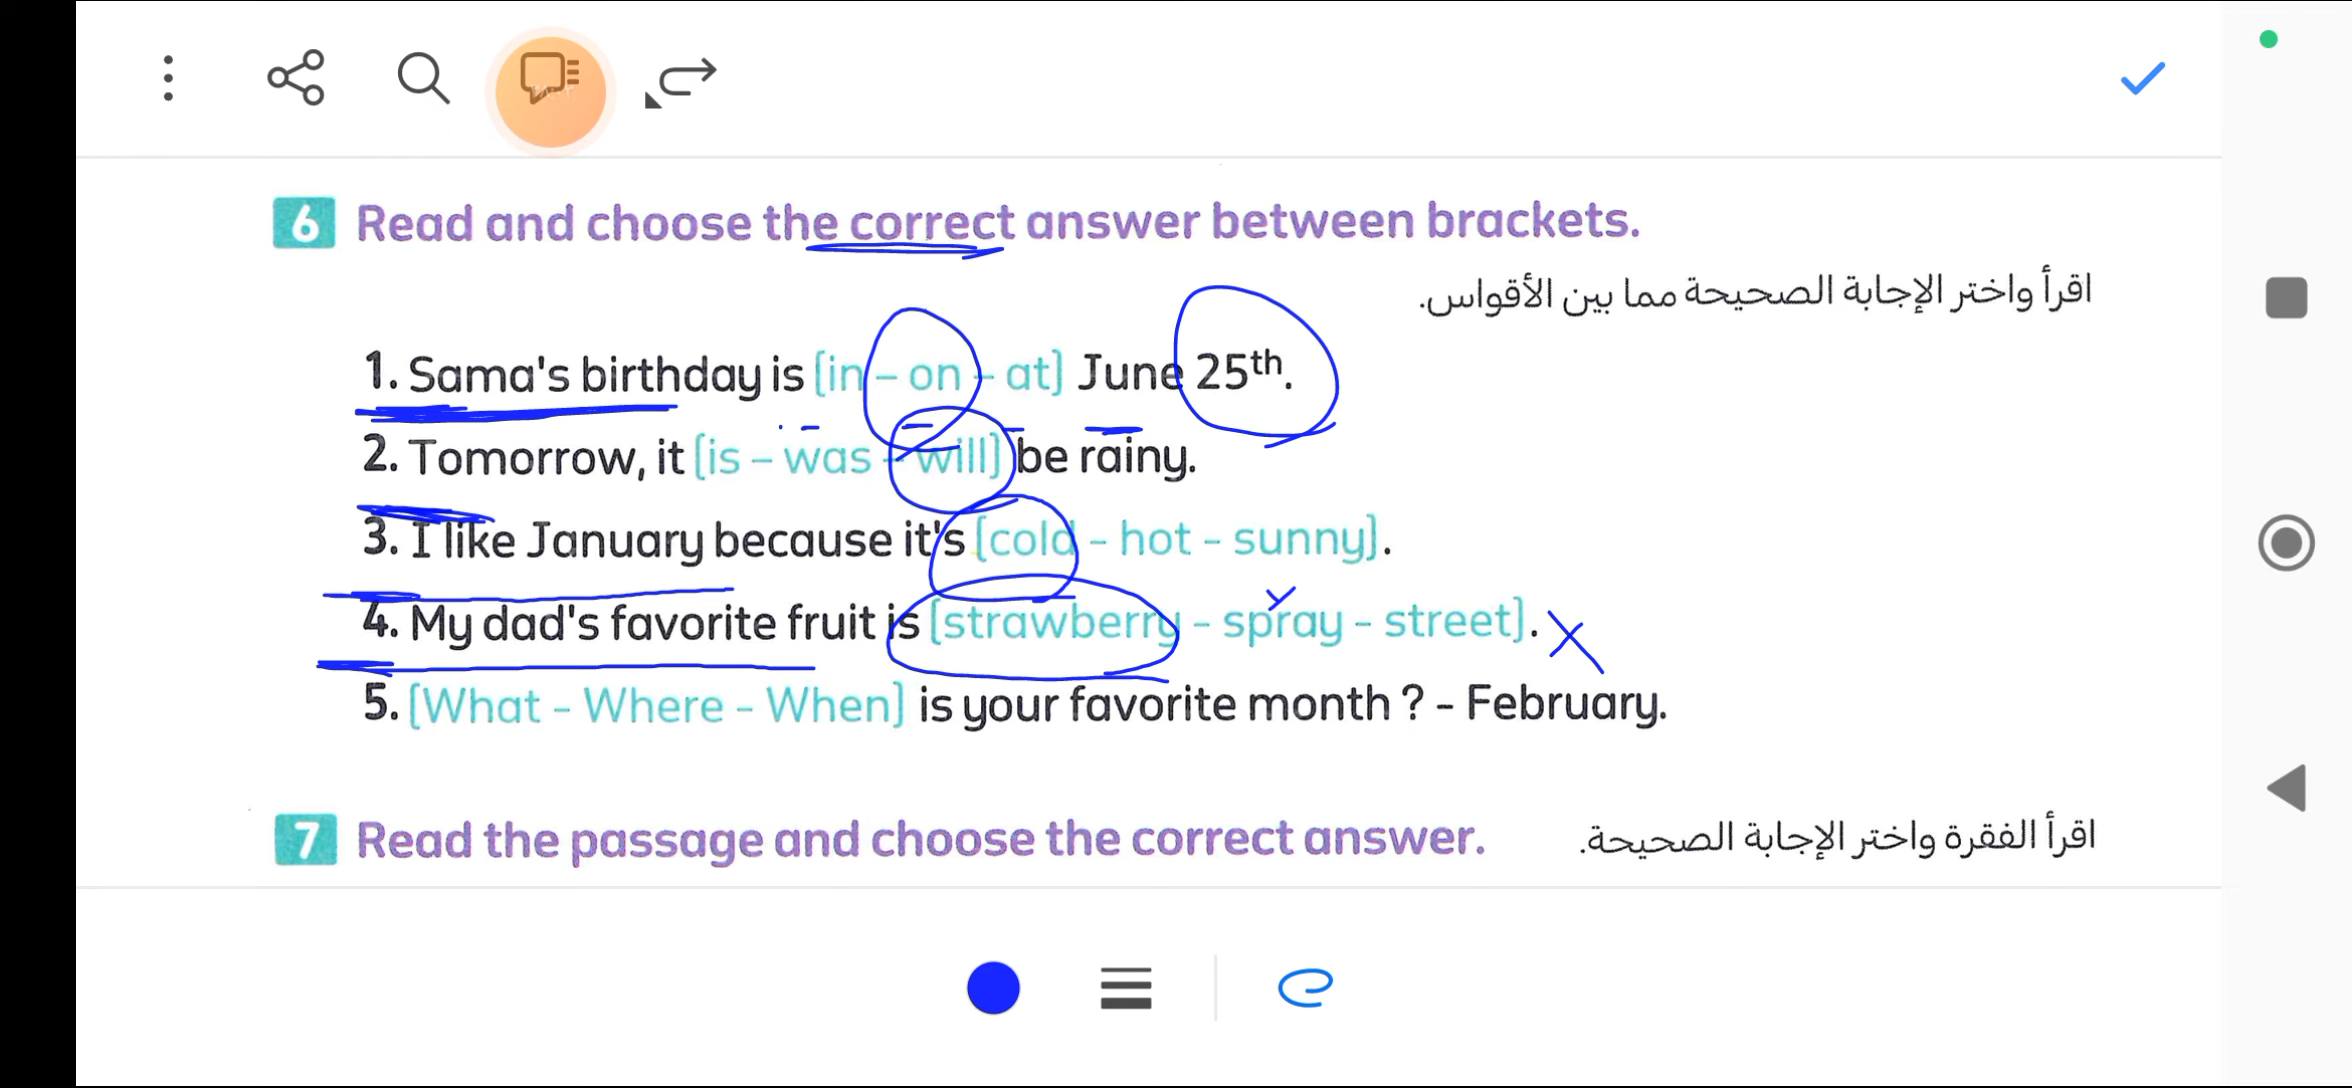 6 Read and choose the correct answer between brackets.
اقرأ واختر الإجابة الصحيحة مما بين الأقواس.
1. Sama's birthday is [in – on – at] June 25th.
2. Tomorrow, it [is – was – will] be rainy.
3. I like January because it's [cold – hot – sunny].
4. My dad's favorite fruit is [strawberry – spray – street].
5. [What – Where – When] is your favorite month ? – February.
7 Read the passage and choose the correct answer.
اقرأ الفقرة واختر الإجابة الصحيحة.